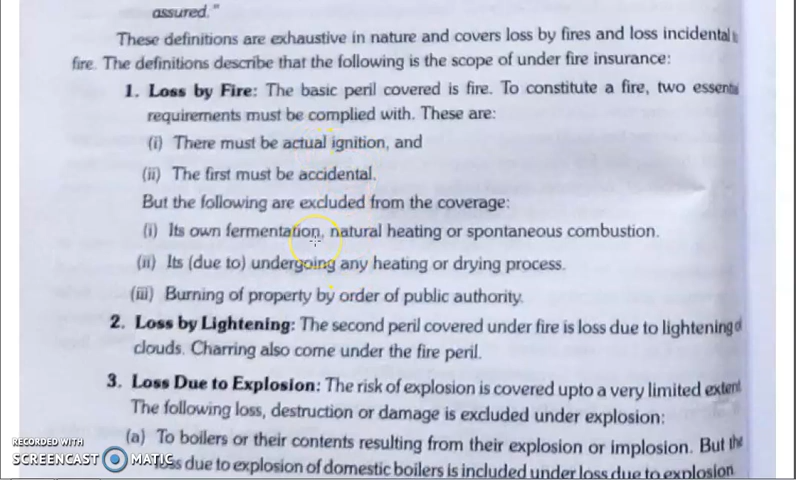 assured."
These definitions are exhaustive in nature and covers loss by fires and loss incidental
fire. The definitions describe that the following is the scope of under fire insurance:
1. Loss by Fire: The basic peril covered is fire. To constitute a fire, two
requirements must be complied with. These are:
(i) There must be actual ignition, and
(ii) The first must be accidental.
But the following are excluded from the coverage:
(i) Its own fermentation, natural heating or spontaneous combustion.
(ii) Its (due to) undergoing any heating or drying process.
(iii) Burning of property by order of public authority.
2. Loss by Lightening: The second peril covered under fire is loss due to lightening
clouds. Charring also come under the fire peril.
3. Loss Due to Explosion: The risk of explosion is covered upto a very limited extent
The following loss, destruction or damage is excluded under explosion:
(a) To boilers or their contents resulting from their explosion or implosion. But the
loss due to explosion of domestic boilers is included under loss due to explosion
RECORDED WITH
SCREENCAST MATIC